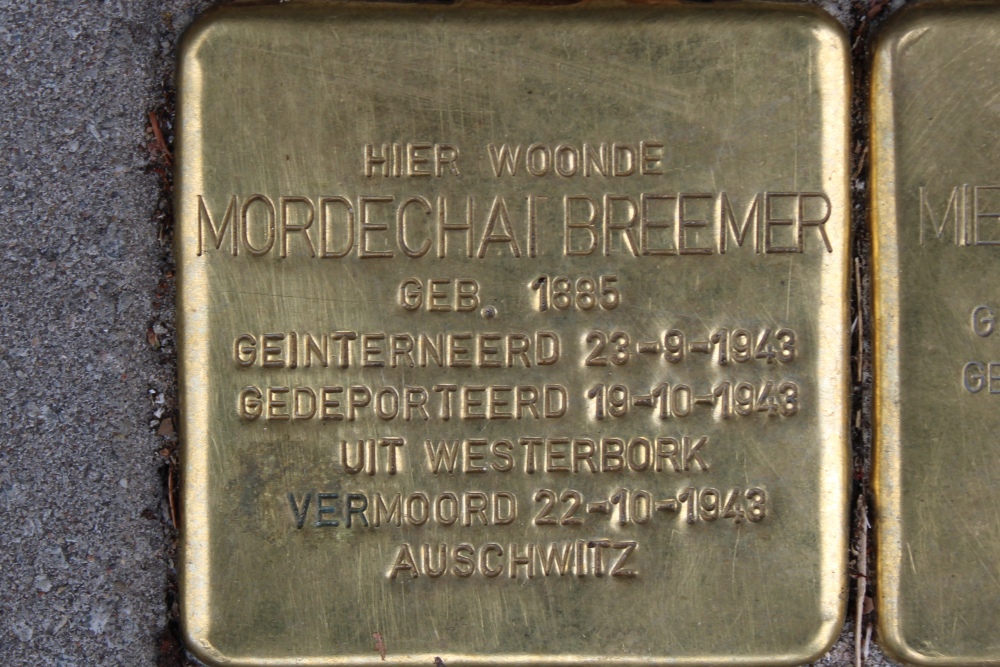 HIER WOONDE
MORDECHAI BREEMER
GEB. 1885
GEINTERNEERD 23-9-1943
GEDEPORTEERD 19-10-1943
UIT WESTERBORK
VERMOORD 22-10-1943
AUSCHWITZ